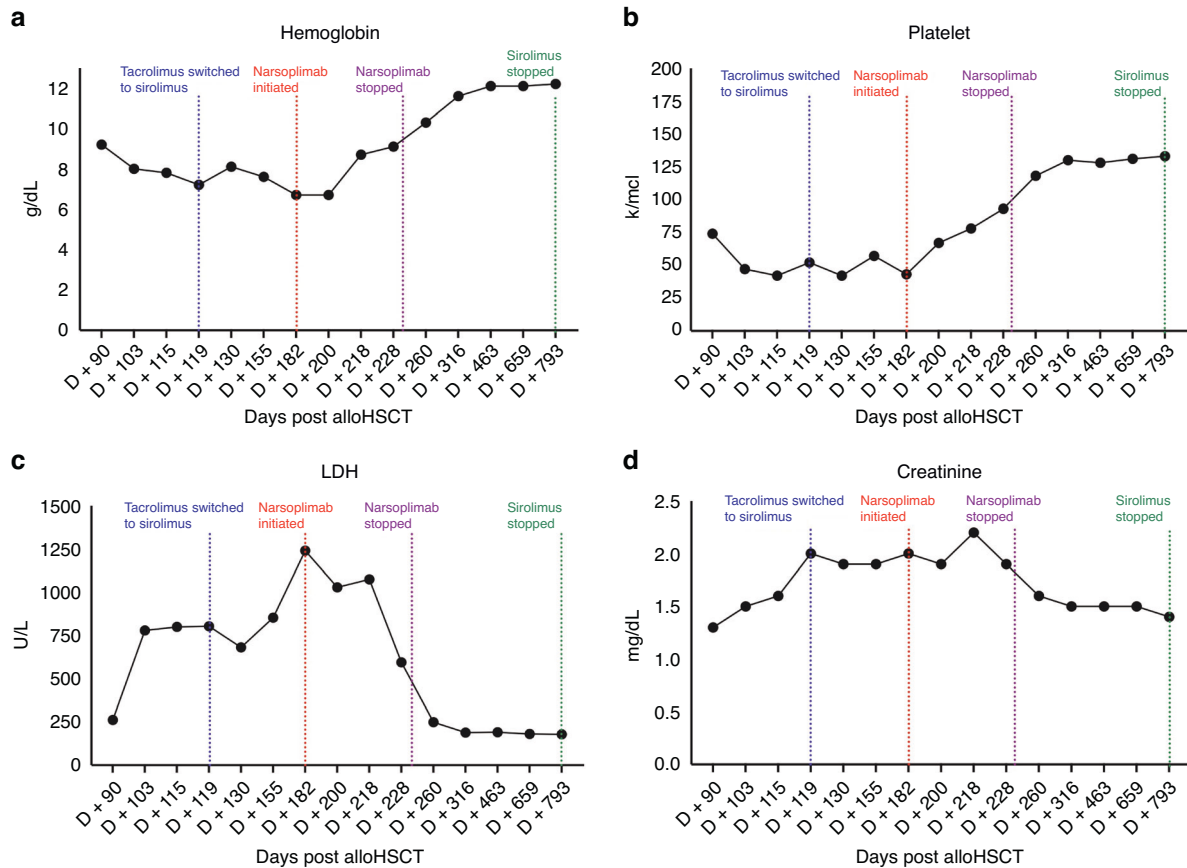 a
Hemoglobin
Tacrolimus switched
to sirolimus
Narsoplimab
initiated
Narsoplimab
stopped
Sirolimus
stopped
g/dL
12
10
8
6
4
2
0
D + 90
D + 103
D + 115
D + 119
D + 130
D + 155
D + 182
D + 200
D + 218
D + 228
D + 260
D + 316
D + 463
D + 659
D + 793
Days post alloHSCT
b
Platelet
Tacrolimus switched
to sirolimus
Narsoplimab
initiated
Narsoplimab
stopped
Sirolimus
stopped
k/mcl
200
175
150
125
100
75
50
25
0
D + 90
D + 103
D + 115
D + 119
D + 130
D + 155
D + 182
D + 200
D + 218
D + 228
D + 260
D + 316
D + 463
D + 659
D + 793
Days post alloHSCT
c
LDH
Tacrolimus switched
to sirolimus
Narsoplimab
initiated
Narsoplimab
stopped
Sirolimus
stopped
U/L
1500
1250
1000
750
500
250
0
D + 90
D + 103
D + 115
D + 119
D + 130
D + 155
D + 182
D + 200
D + 218
D + 228
D + 260
D + 316
D + 463
D + 659
D + 793
Days post alloHSCT
d
Creatinine
Tacrolimus switched
to sirolimus
Narsoplimab
initiated
Narsoplimab
stopped
Sirolimus
stopped
mg/dL
2.5
2.0
1.5
1.0
0.5
0.0
D + 90
D + 103
D + 115
D + 119
D + 130
D + 155
D + 182
D + 200
D + 218
D + 228
D + 260
D + 316
D + 463
D + 659
D + 793
Days post alloHSCT